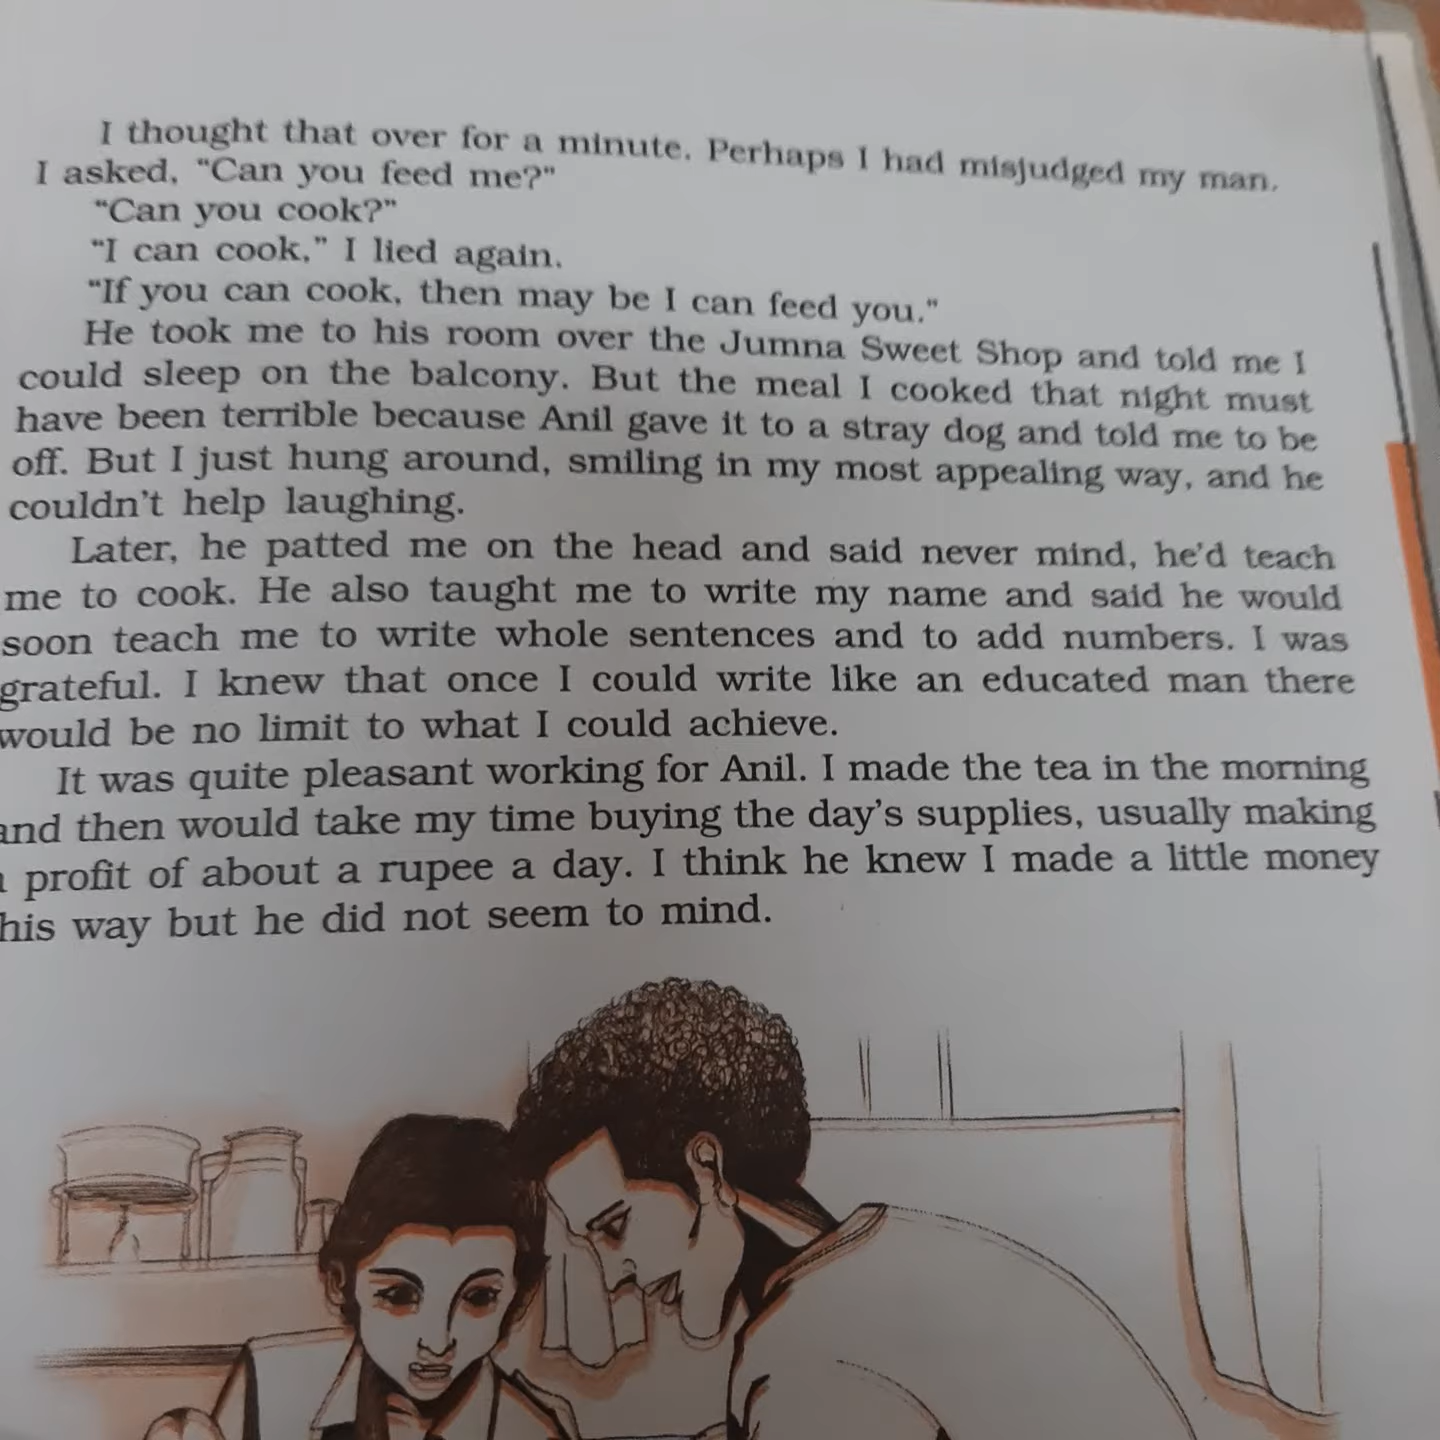 I thought that over for a minute. Perhaps I had misjudged my man.
I asked, “Can you feed me?"
“Can you cook?"
“I can cook,” I lied again.
“If you can cook, then may be I can feed you."
He took me to his room over the Jumna Sweet Shop and told me I
could sleep on the balcony. But the meal I cooked that night must
have been terrible because Anil gave it to a stray dog and told me to be
off. But I just hung around, smiling in my most appealing way, and he
couldn’t help laughing.
Later, he patted me on the head and said never mind, he’d teach
me to cook. He also taught me to write my name and said he would
soon teach me to write whole sentences and to add numbers. I was
grateful. I knew that once I could write like an educated man there
would be no limit to what I could achieve.
It was quite pleasant working for Anil. I made the tea in the morning
and then would take my time buying the day’s supplies, usually making
profit of about a rupee a day. I think he knew I made a little money
his way but he did not seem to mind.